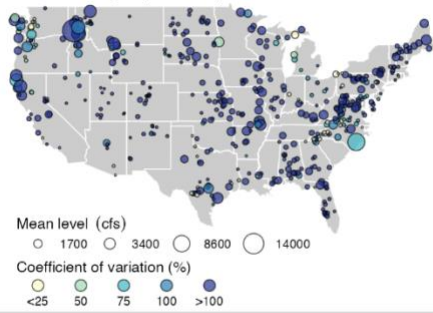 Mean level (cfs)
1700 3400 8600 14000
Coefficient of variation (%)
<25 50 75 100 >100